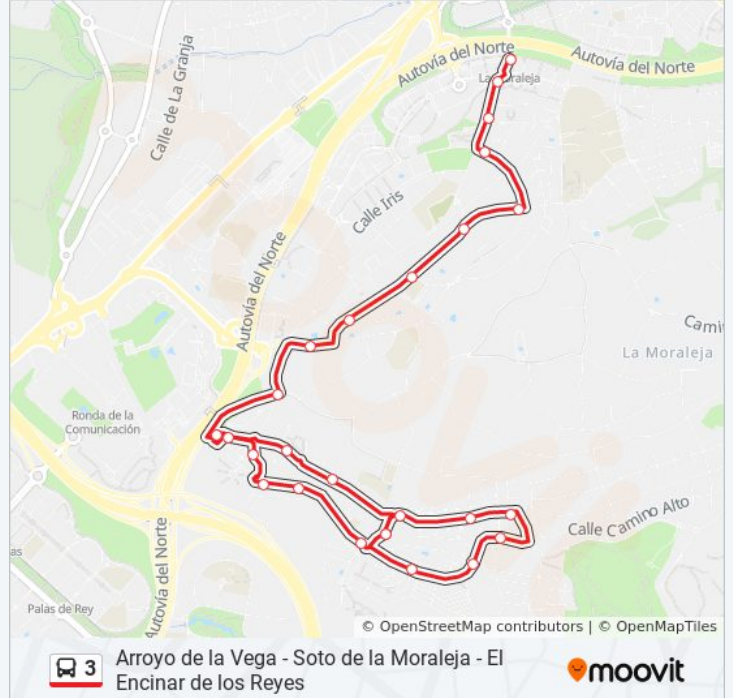 Calle de La Granja
Autovía del Norte
Autovía del Norte
La Moraleja
Calle Iris
Autovía del Norte
Cami
La Moraleja
Ronda de la
Comunicación
Calle Camino Alto
as
Autovía del Norte
Palas de Rey
© OpenStreetMap contributors | © OpenMapTiles
3
Arroyo de la Vega - Soto de la Moraleja - El
Encinar de los Reyes
moovit